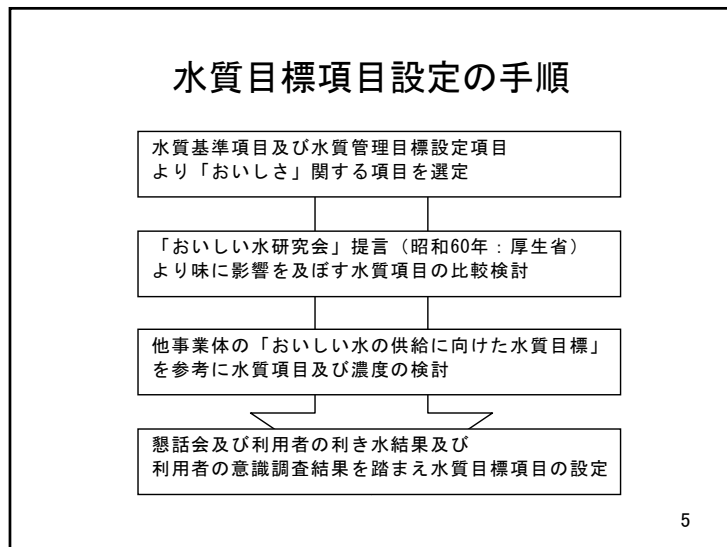 水質目標項目設定の手順
水質基準項目及び水質管理目標設定項目
より「おいしさ」関する項目を選定
「おいしい水研究会」提言（昭和60年：厚生省）
より味に影響を及ぼす水質項目の比較検討
他事業体の「おいしい水の供給に向けた水質目標」
を参考に水質項目及び濃度の検討
懇話会及び利用者の利き水結果及び
利用者の意識調査結果を踏まえ水質目標項目の設定
5